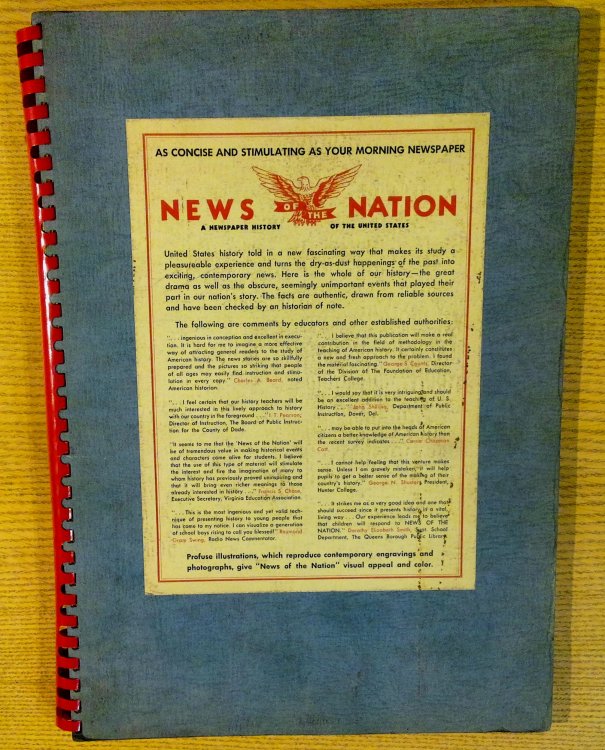 AS CONCISE AND STIMULATING AS YOUR MORNING NEWSPAPER
NEWS OF THE NATION
A NEWSPAPER HISTORY OF THE UNITED STATES
United States history told in a new fascinating way that makes its study a
pleasureable experience and turns the dry-as-dust happenings of the past into
exciting, contemporary news. Here is the whole of our history—the great
drama as well as the obscure, seemingly unimportant events that played their
part in our nation's story. The facts are authentic, drawn from reliable sources
and have been checked by an historian of note.
The following are comments by educators and other established authorities:
". . . ingenious in conception and excellent in execu-
tion. It is hard for me to imagine a more effective
way of attracting general readers to the study of
American history. The news stories are so skillfully
prepared and the pictures so striking that people
of all ages may easily find instruction and stimu-
lation in every copy." Charles A. Beard, noted
American historian.
". . . I feel certain that our history teachers will be
much interested in this lively approach to history
with our country in the foreground . . ." J. T. Pearson,
Director of Instruction, The Board of Public Instruc-
tion for the County of Dade.
"It seems to me that the 'News of the Nation' will
be of tremendous value in making historical events
and characters come alive for students. I believe
that the use of this type of material will stimulate
the interest and fire the imagination of many to
whom history has previously proved uninspiring and
that it will bring even richer meanings to those
already interested in history . . ." Francis S. Chase,
Executive Secretary, Virginia Education Association.
". . . This is the most ingenious and yet valid tech-
nique of presenting history to young people that
has come to my notice. I can visualize a generation
of school boys rising to call you blessed!" Raymond
Gram Swing, Radio News Commentator.
". . . I believe that this publication will make a real
contribution in the field of methodology in the
teaching of American history. It certainly constitutes
a new and fresh approach to the problem. I found
the material fascinating." George S. Counts, Director
of the Division of The Foundation of Education,
Teachers College.
". . . I would say that it is very intriguing and should
be an excellent addition to the teaching of U. S.
History . . ." John Shilling, Department of Public
Instruction, Dover, Del.
". . . may be able to put into the heads of American
citizens a better knowledge of American history than
the recent survey indicates . . ." Carrie Chapman
Catt.
". . . I cannot help feeling that this venture makes
sense. Unless I am gravely mistaken, it will help
pupils to get a better sense of the making of their
country's history." George N. Shuster, President,
Hunter College.
". . . It strikes me as a very good idea and one that
should succeed since it presents history in a vital,
living way . . . Our experience leads me to believe
that children will respond to NEWS OF THE
NATION." Dorothy Elizabeth Smith, Supt. School
Department, The Queens Borough Public Library.
Profuse illustrations, which reproduce contemporary engravings and
photographs, give "News of the Nation" visual appeal and color.